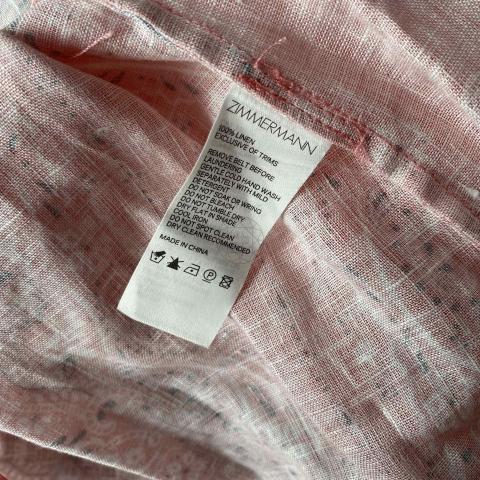 ZIMMERMANN
100% LINEN
EXCLUSIVE OF TRIMS
REMOVE BELT BEFORE
LAUNDERING
GENTLE COLD HAND WASH
SEPARATELY WITH MILD
DETERGENT
DO NOT SOAK OR WRING
DO NOT BLEACH
DO NOT TUMBLE DRY
DRY FLAT IN SHADE
COOL IRON
DO NOT SPOT CLEAN
DRY CLEAN RECOMMENDED
MADE IN CHINA
P